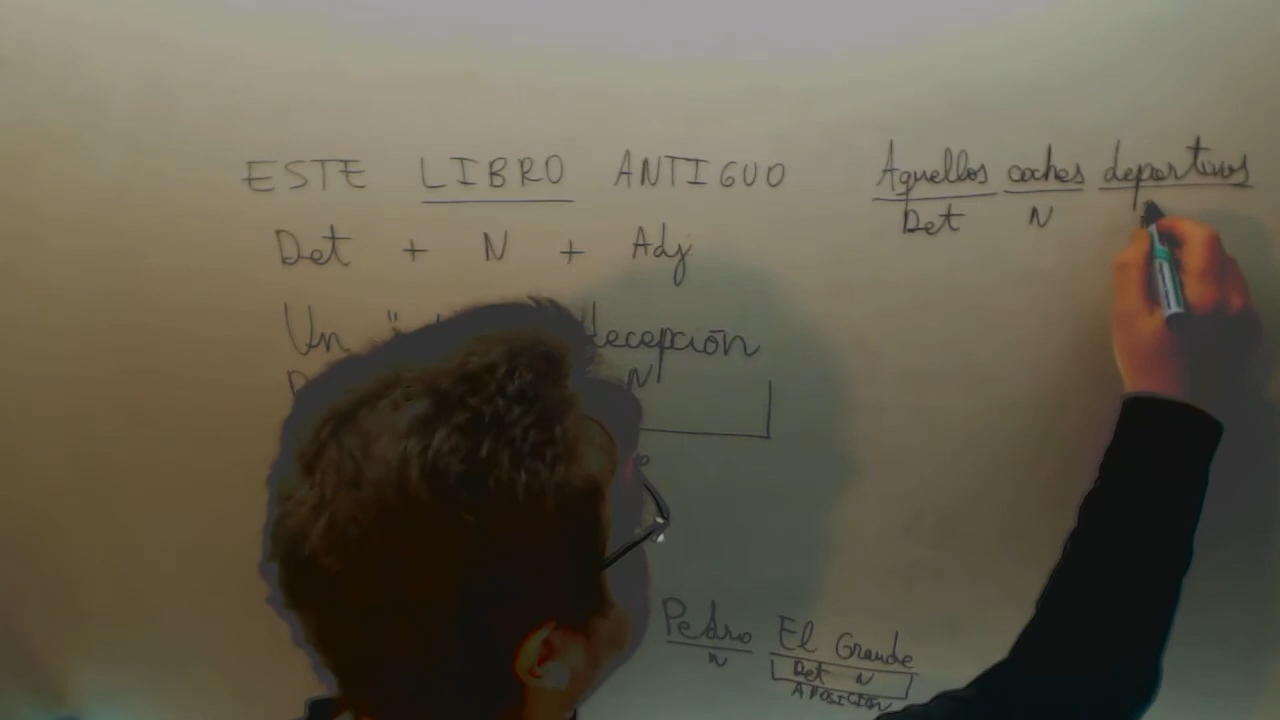 ESTE LIBRO ANTIGUO
Det + N + Adj
Un decepción
N
Aquellos coches deportivos
Det N
Pedro El Grande
N Det N
APOSICIÓN